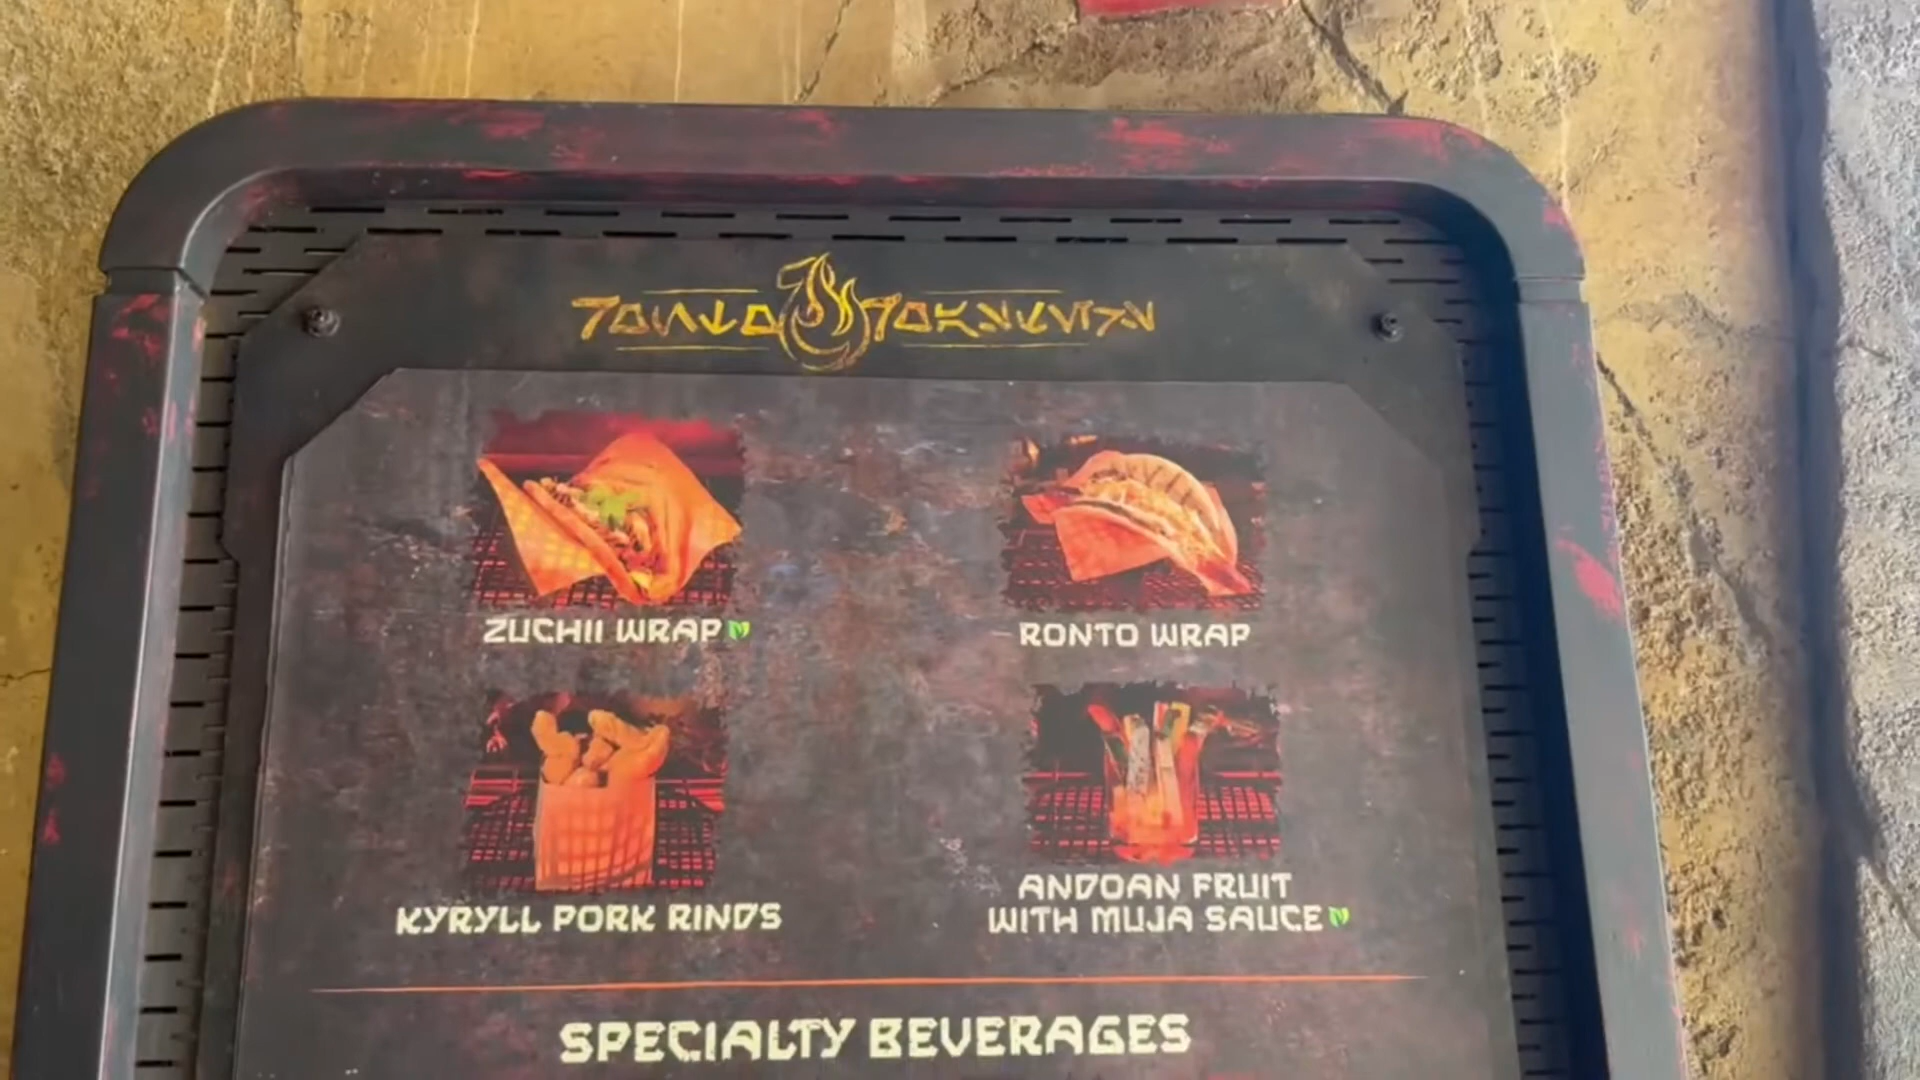 ZUCHII WRAP
RONTO WRAP
KYRYLL PORK RINDS
ANDOAN FRUIT
WITH MUJA SAUCE
SPECIALTY BEVERAGES